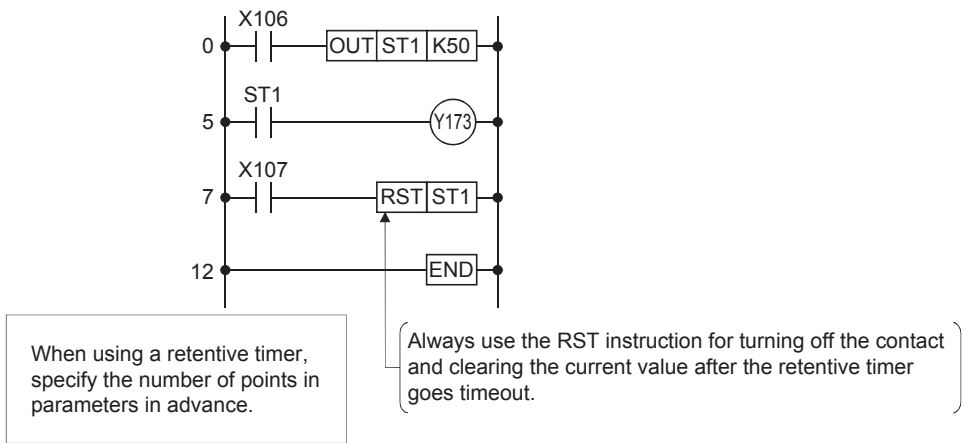 X106
0 OUT ST1 K50
ST1
5 Y173
X107
7 RST ST1
12 END
When using a retentive timer,
specify the number of points in
parameters in advance.
Always use the RST instruction for turning off the contact
and clearing the current value after the retentive timer
goes timeout.